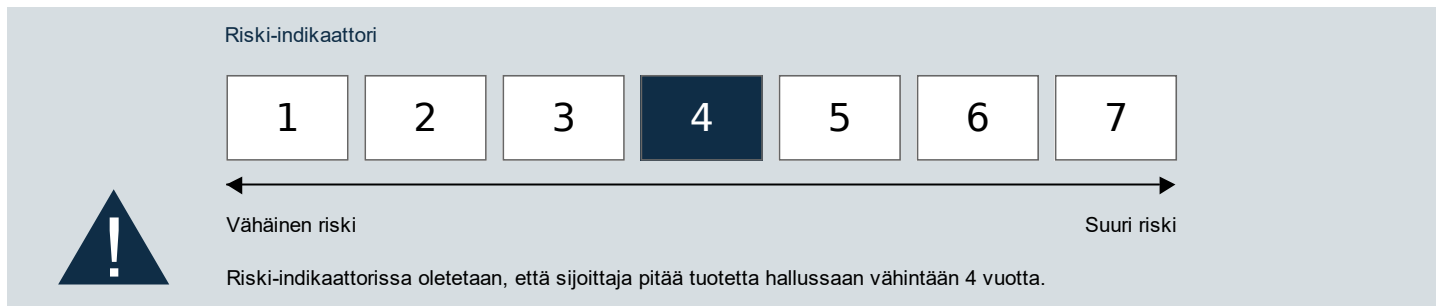 Riski-indikaattori
1 2 3 4 5 6 7
Vähäinen riski Suuri riski
!
Riski-indikaattorissa oletetaan, että sijoittaja pitää tuotetta hallussaan vähintään 4 vuotta.